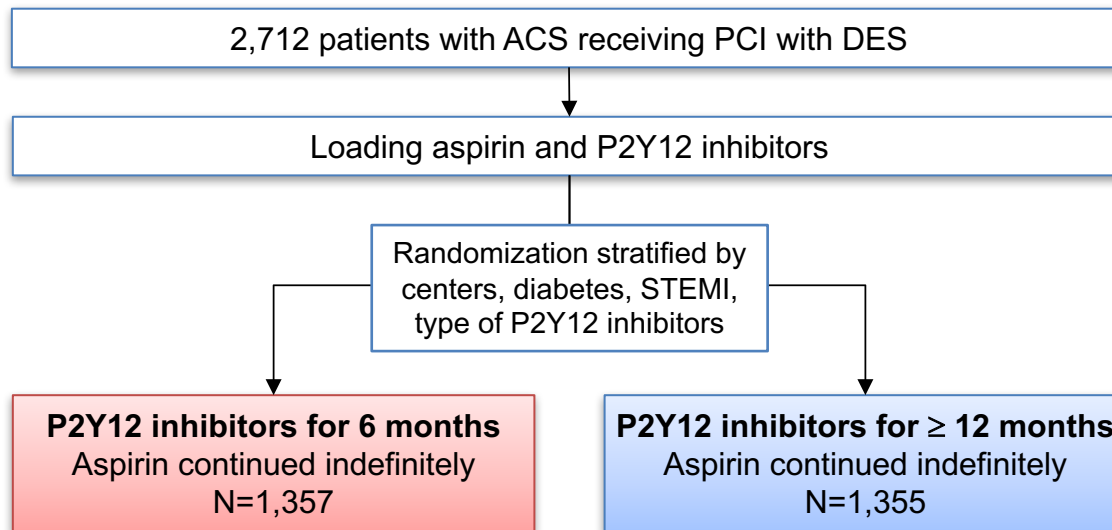 2,712 patients with ACS receiving PCI with DES
Loading aspirin and P2Y12 inhibitors
Randomization stratified by
centers, diabetes, STEMI,
type of P2Y12 inhibitors
P2Y12 inhibitors for 6 months
Aspirin continued indefinitely
N=1,357
P2Y12 inhibitors for ≥ 12 months
Aspirin continued indefinitely
N=1,355